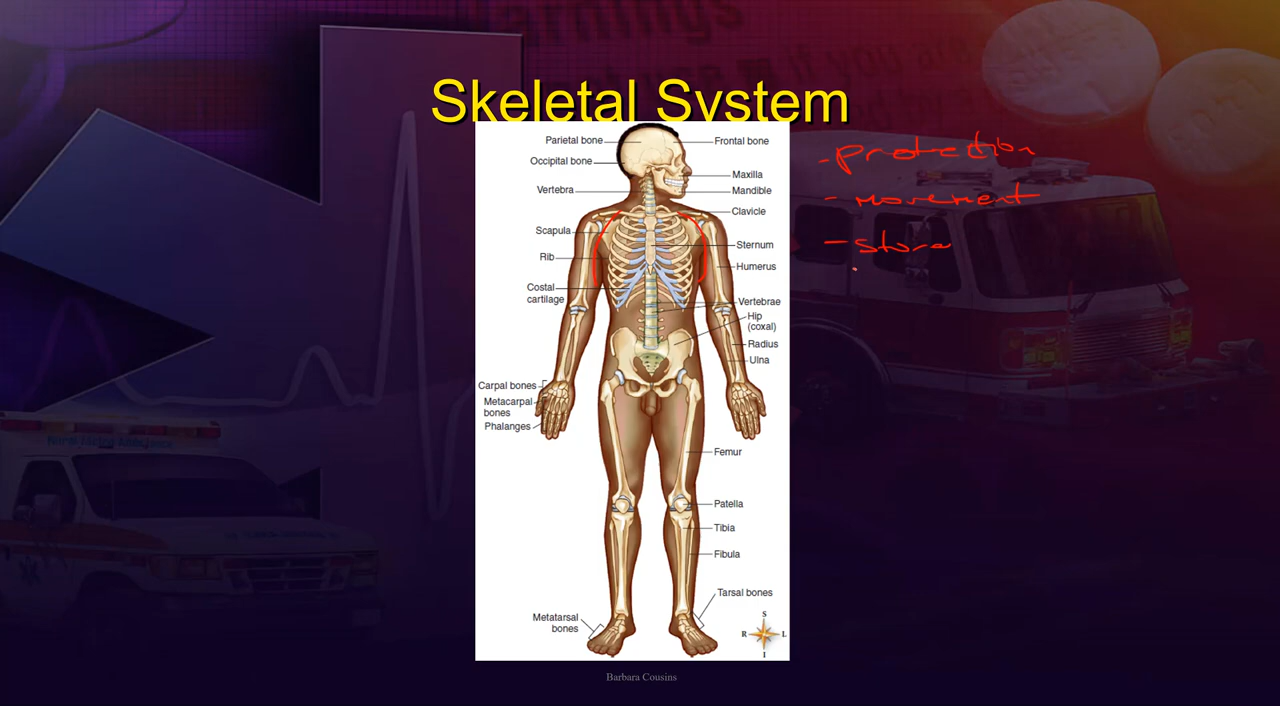 Skeletal System
Parietal bone
Frontal bone
Occipital bone
Maxilla
Vertebra
Mandible
Clavicle
Scapula
Sternum
Rib
Humerus
Costal
cartilage
Vertebrae
Hip
(coxal)
Radius
Ulna
Carpal bones
Metacarpal
bones
Phalanges
Femur
Patella
Tibia
Fibula
Tarsal bones
Metatarsal
bones
S
R
L
I
- Protection
- movement
- store
Barbara Cousins